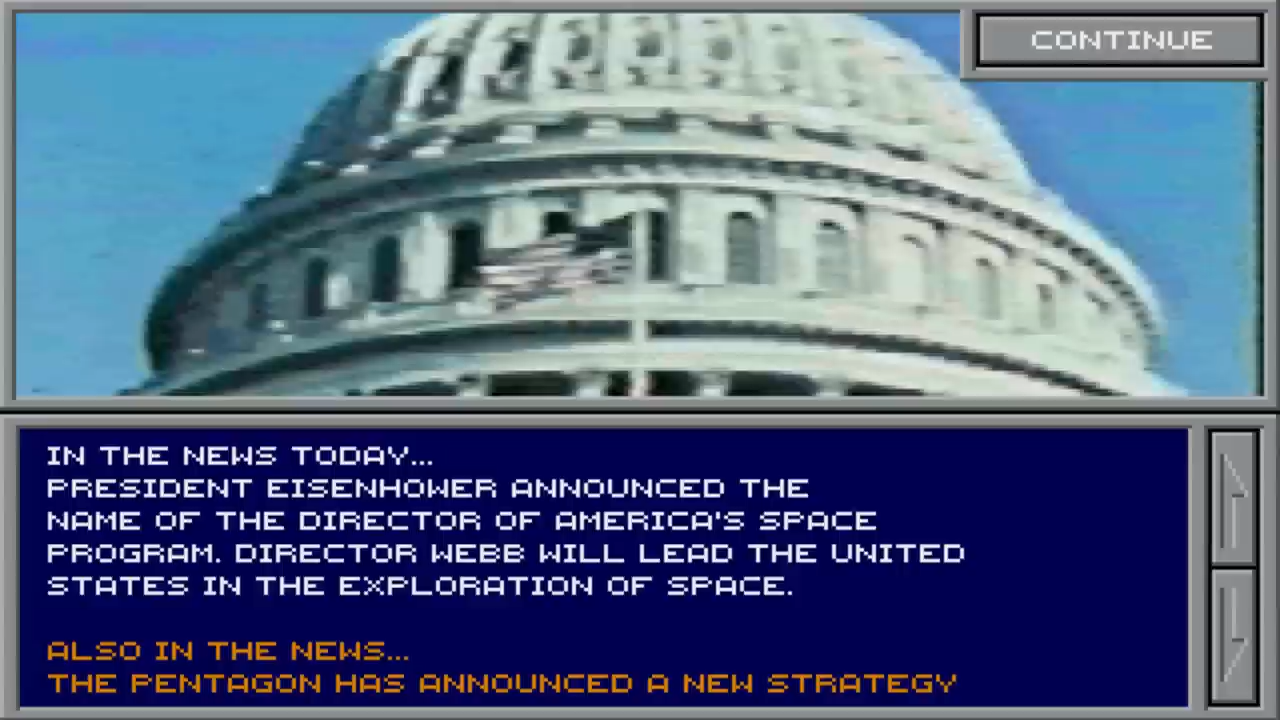 CONTINUE
IN THE NEWS TODAY...
PRESIDENT EISENHOWER ANNOUNCED THE
NAME OF THE DIRECTOR OF AMERICA'S SPACE
PROGRAM. DIRECTOR WEBB WILL LEAD THE UNITED
STATES IN THE EXPLORATION OF SPACE.
ALSO IN THE NEWS...
THE PENTAGON HAS ANNOUNCED A NEW STRATEGY